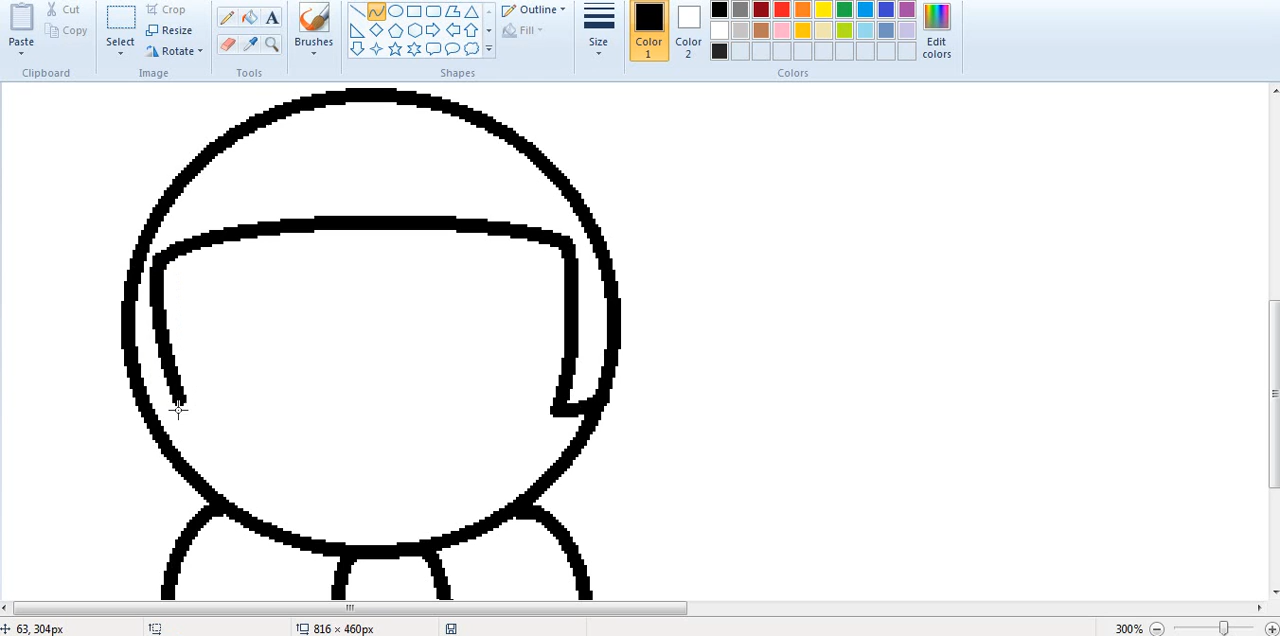 Cut
Copy
Paste
Clipboard
Select
Crop
Resize
Rotate
Image
A
Tools
Brushes
Outline
Fill
Shapes
Size
Color 1
Color 2
Edit colors
Colors
63, 304px
816 × 460px
300%